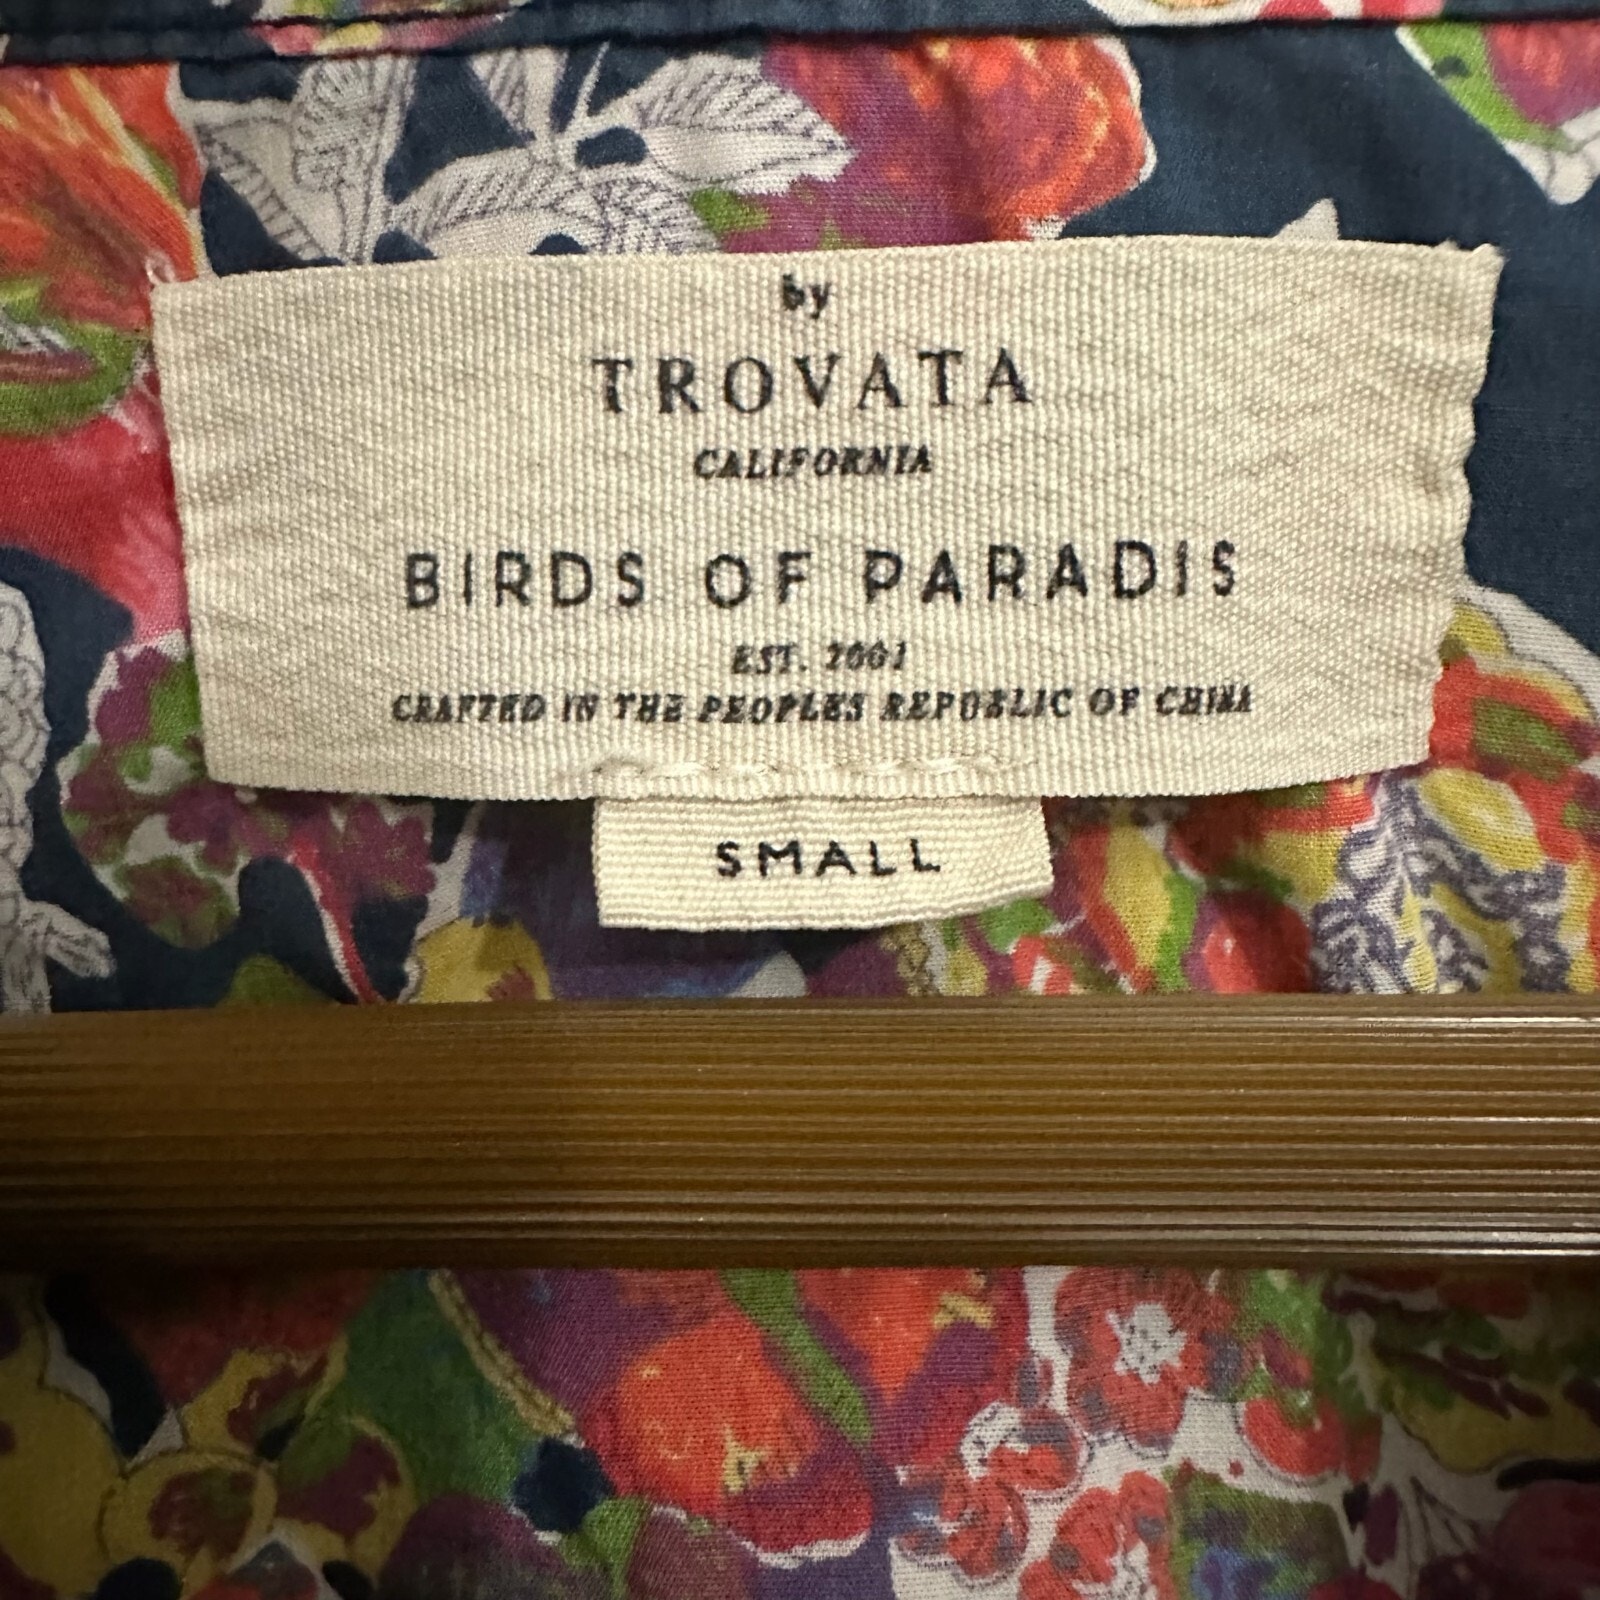 by
TROVATA
CALIFORNIA
BIRDS OF PARADIS
EST. 2001
CRAFTED IN THE PEOPLES REPUBLIC OF CHINA
SMALL